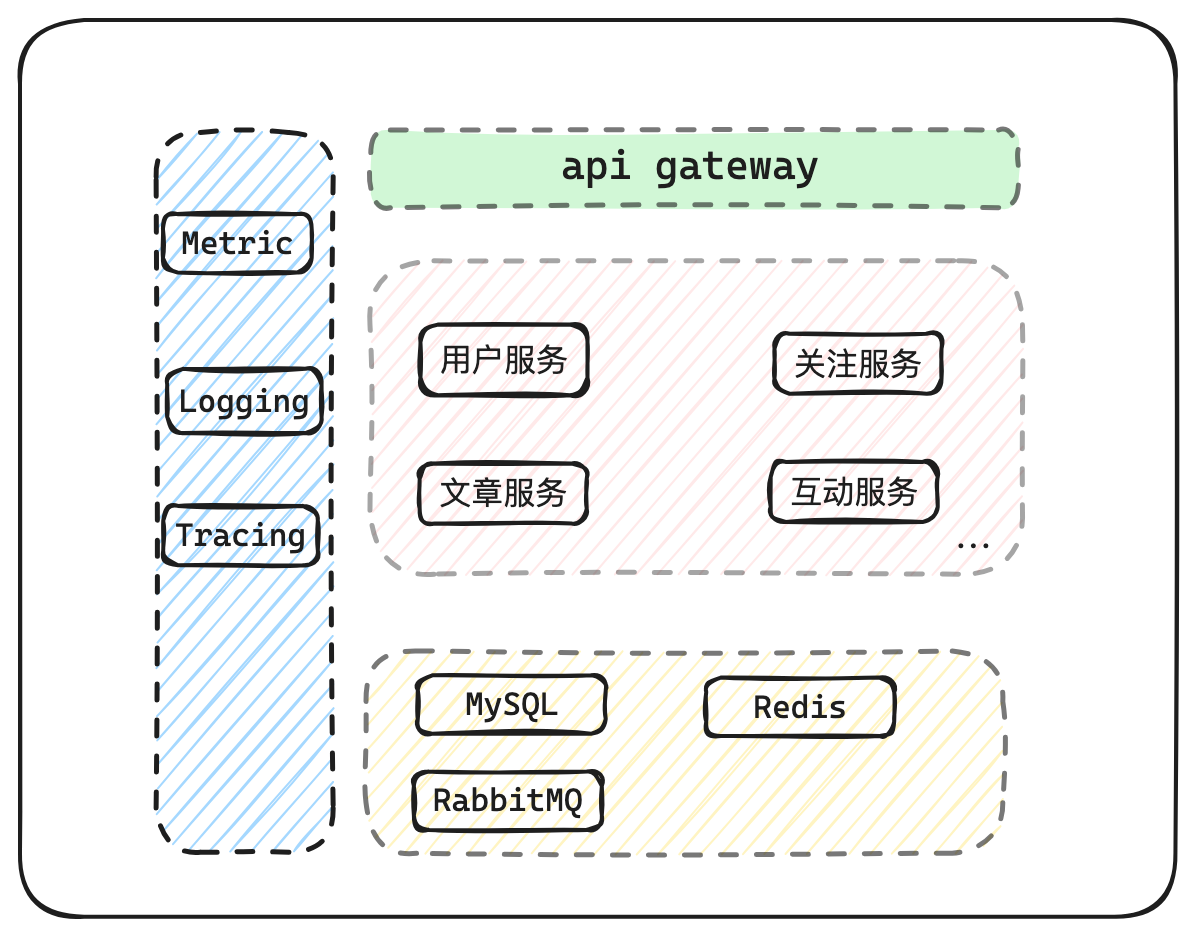 api gateway
Metric
Logging
Tracing
用户服务
关注服务
文章服务
互动服务
...
MySQL
Redis
RabbitMQ